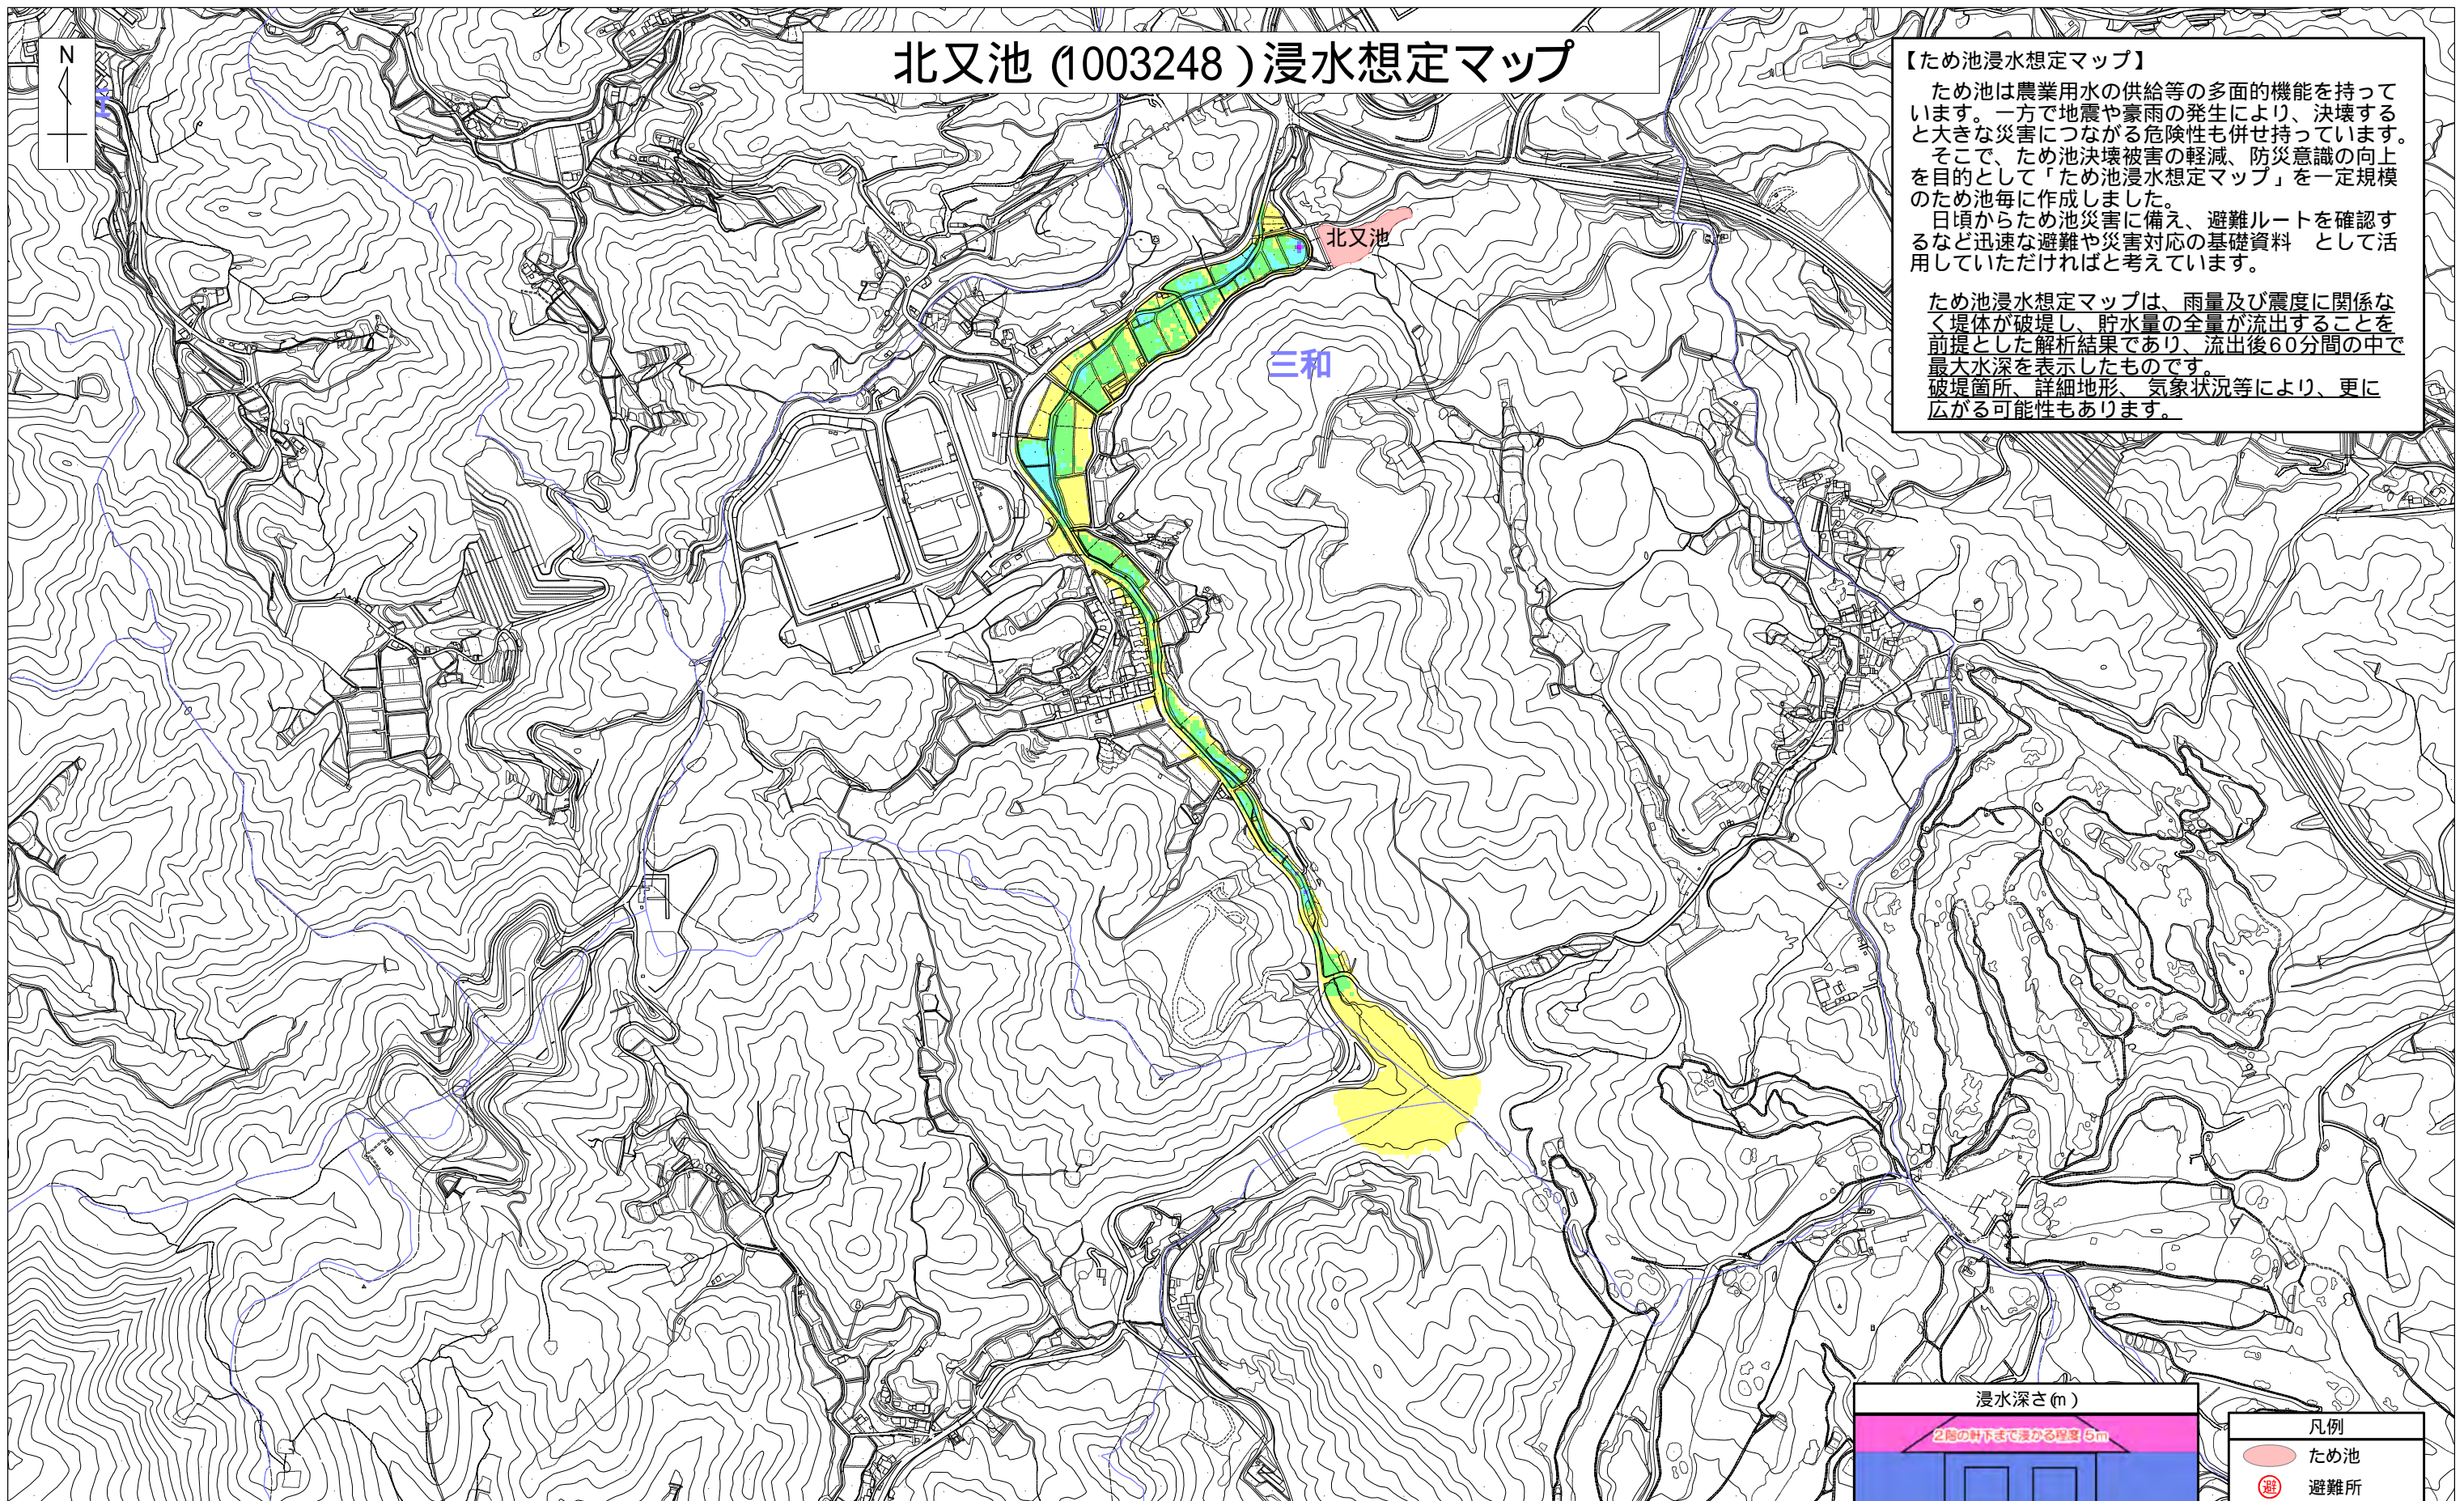 北又池(1003248)浸水想定マップ
N
【ため池浸水想定マップ】
ため池は農業用水の供給等の多面的機能を持って
います。一方で地震や豪雨の発生により、決壊する
と大きな災害につながる危険性も併せ持っています。
そこで、ため池決壊被害の軽減、防災意識の向上
を目的として「ため池浸水想定マップ」を一定規模
のため池毎に作成しました。
日頃からため池災害に備え、避難ルートを確認す
るなど迅速な避難や災害対応の基礎資料　として活
用していただければと考えています。
ため池浸水想定マップは、雨量及び震度に関係な
く堤体が破堤し、貯水量の全量が流出することを
前提とした解析結果であり、流出後60分間の中で
最大水深を表示したものです。
破堤箇所、詳細地形、 気象状況等により、更に
広がる可能性もあります。
北又池
三和
浸水深さ(m)
2階の軒下まで浸かる程度 5m
凡例
ため池
避 避難所